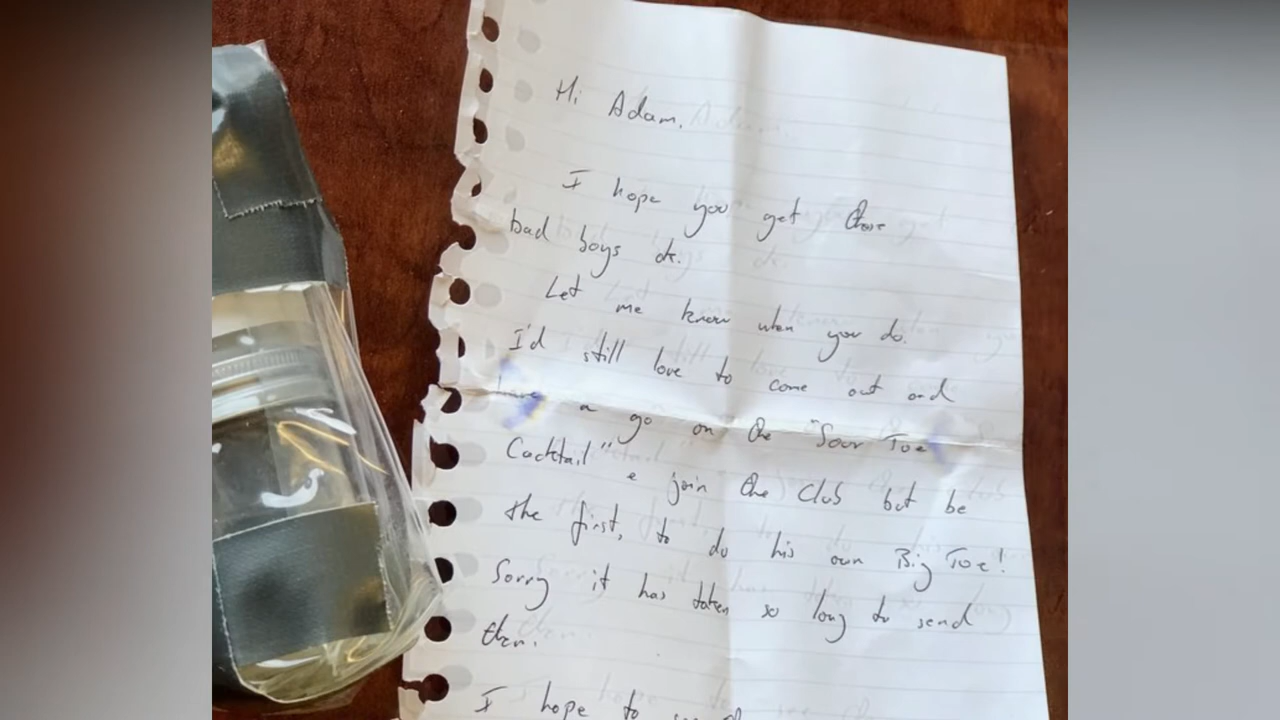 Hi Adam.
I hope you get these
bad boys ok.
Let me know when you do.
I'd still love to come out and
have a go on the "Sour Toe
Cocktail" & join the Club but be
the first, to do his own Big Toe!
Sorry it has taken so long to send
them.
I hope to